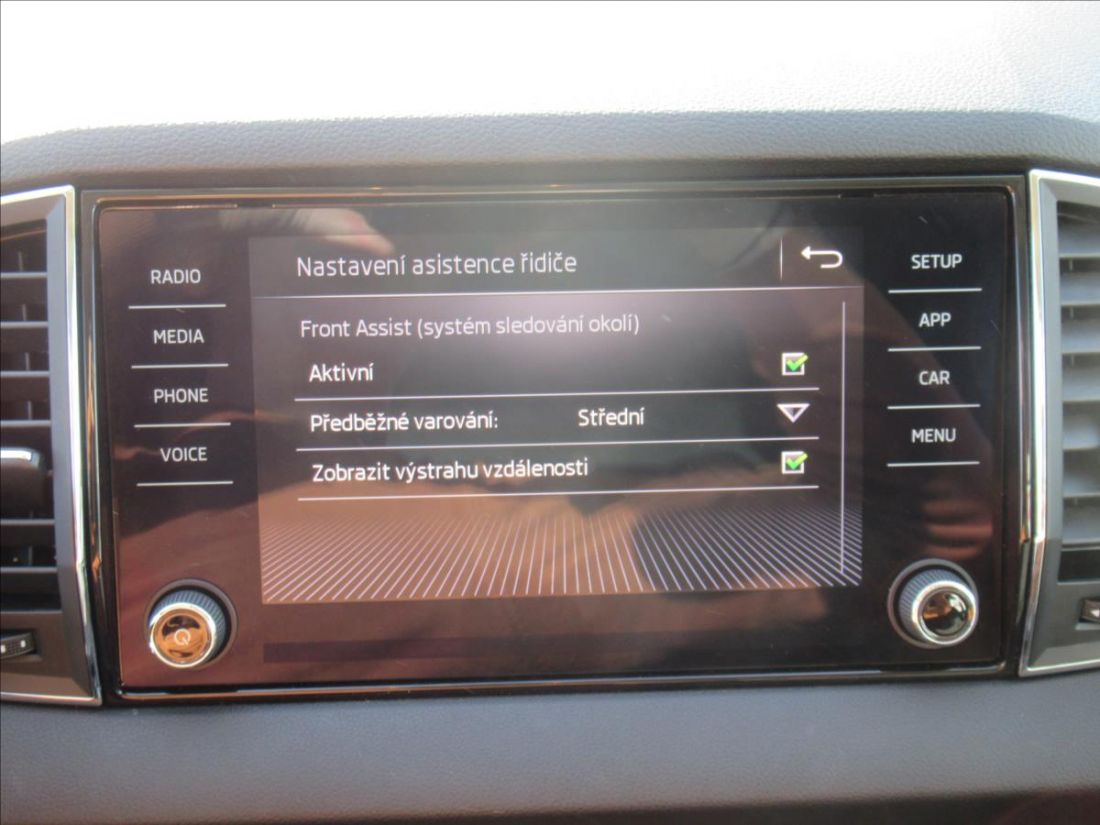 Nastavení asistence řidiče
Front Assist (systém sledování okolí)
Aktivní
Předběžné varování: Střední
Zobrazit výstrahu vzdálenosti
RADIO
MEDIA
PHONE
VOICE
SETUP
APP
CAR
MENU